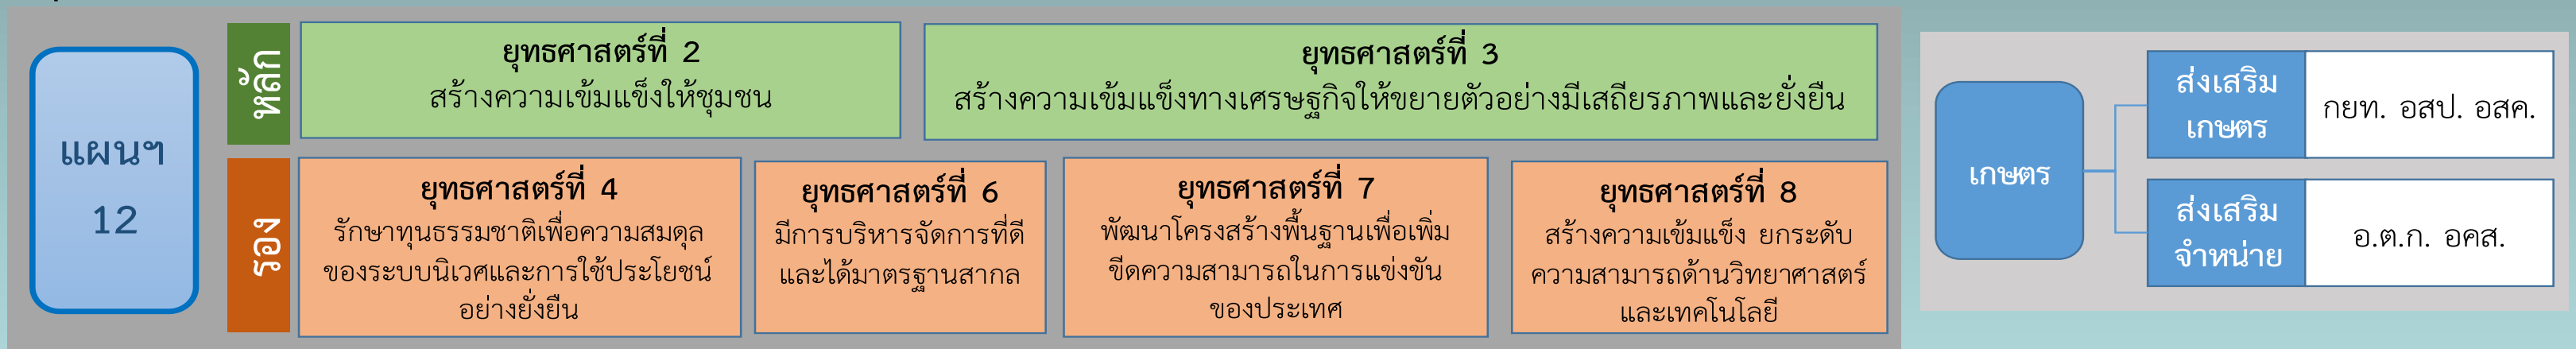 แผนฯ
12
หลัก
ยุทธศาสตร์ที่ 2
สร้างความเข้มแข็งให้ชุมชน
ยุทธศาสตร์ที่ 3
สร้างความเข้มแข็งทางเศรษฐกิจให้ขยายตัวอย่างมีเสถียรภาพและยั่งยืน
รอง
ยุทธศาสตร์ที่ 4
รักษาทุนธรรมชาติเพื่อความสมดุล
ของระบบนิเวศและการใช้ประโยชน์
อย่างยั่งยืน
ยุทธศาสตร์ที่ 6
มีการบริหารจัดการที่ดี
และได้มาตรฐานสากล
ยุทธศาสตร์ที่ 7
พัฒนาโครงสร้างพื้นฐานเพื่อเพิ่ม
ขีดความสามารถในการแข่งขัน
ของประเทศ
ยุทธศาสตร์ที่ 8
สร้างความเข้มแข็ง ยกระดับ
ความสามารถด้านวิทยาศาสตร์
และเทคโนโลยี
เกษตร
ส่งเสริม
เกษตร
กยท. อสป. อสค.
ส่งเสริม
จำหน่าย
อ.ต.ก. อคส.